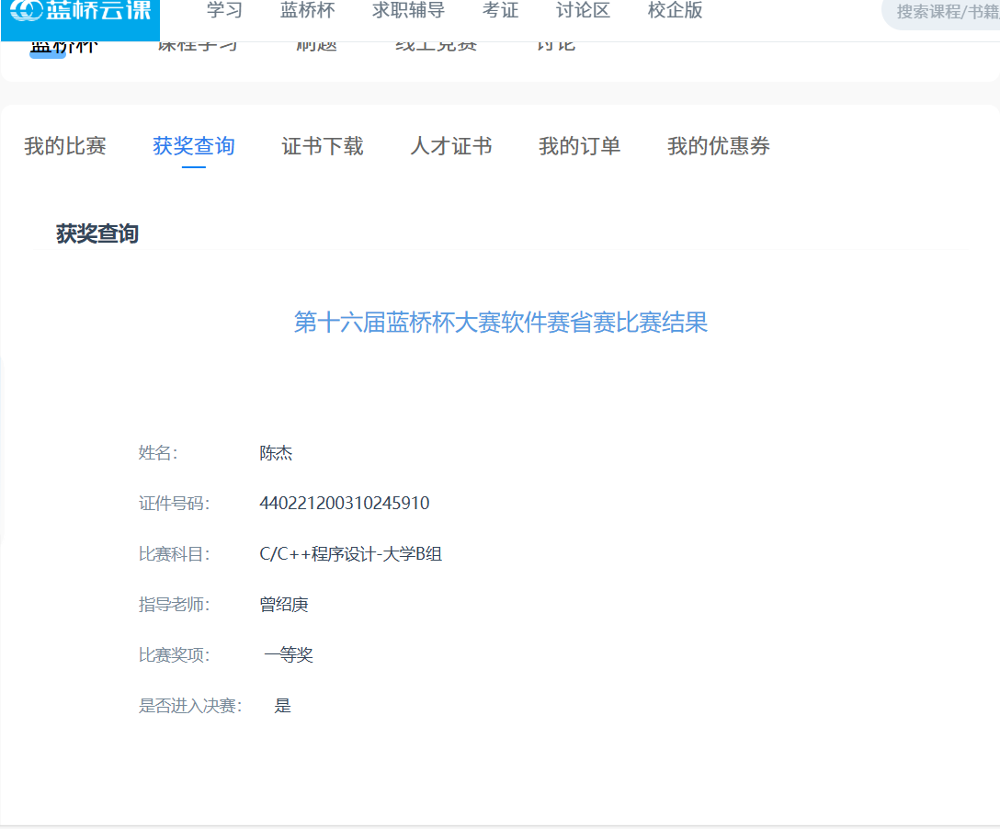 蓝桥云课 学习 蓝桥杯 求职辅导 考证 讨论区 校企版 搜索课程/书籍
蓝桥杯 课程学习 刷题 线上竞赛 讨论
我的比赛 获奖查询 证书下载 人才证书 我的订单 我的优惠券
获奖查询
第十六届蓝桥杯大赛软件赛省赛比赛结果
姓名: 陈杰
证件号码: 440221200310245910
比赛科目: C/C++程序设计-大学B组
指导老师: 曾绍庚
比赛奖项: 一等奖
是否进入决赛: 是